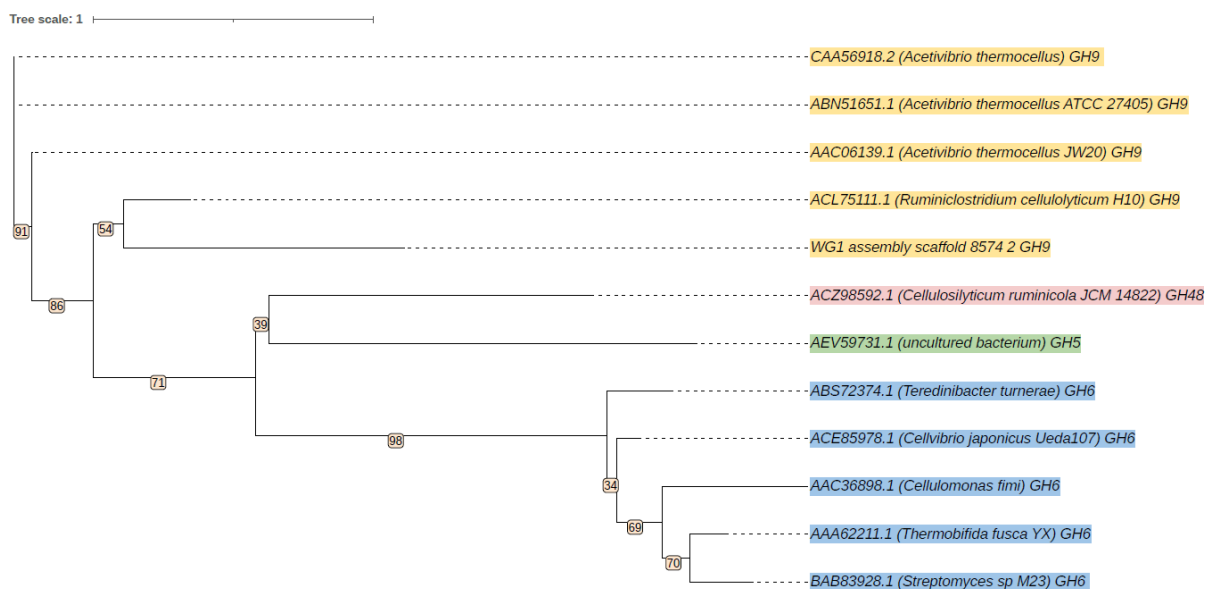 Tree scale: 1
CAA56918.2 (Acetivibrio thermocellus) GH9
ABN51651.1 (Acetivibrio thermocellus ATCC 27405) GH9
AAC06139.1 (Acetivibrio thermocellus JW20) GH9
ACL75111.1 (Ruminiclostridium cellulolyticum H10) GH9
54
91
WG1 assembly scaffold 8574 2 GH9
ACZ98592.1 (Cellulosilyticum ruminicola JCM 14822) GH48
86
39
AEV59731.1 (uncultured bacterium) GH5
71
ABS72374.1 (Teredinibacter turnerae) GH6
98
ACE85978.1 (Cellvibrio japonicus Ueda107) GH6
34
AAC36898.1 (Cellulomonas fimi) GH6
69
AAA62211.1 (Thermobifida fusca YX) GH6
70
BAB83928.1 (Streptomyces sp M23) GH6